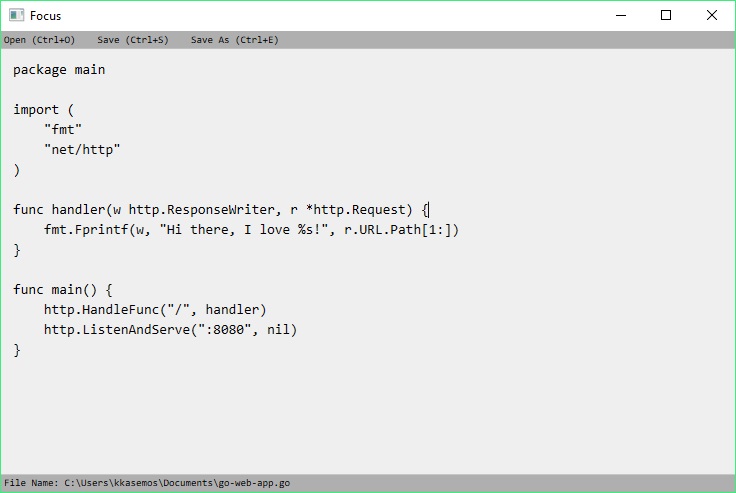 Focus
Open (Ctrl+O)    Save (Ctrl+S)    Save As (Ctrl+E)
package main

import (
    "fmt"
    "net/http"
)

func handler(w http.ResponseWriter, r *http.Request) {
    fmt.Fprintf(w, "Hi there, I love %s!", r.URL.Path[1:])
}

func main() {
    http.HandleFunc("/", handler)
    http.ListenAndServe(":8080", nil)
}
File Name: C:\Users\kkasemos\Documents\go-web-app.go